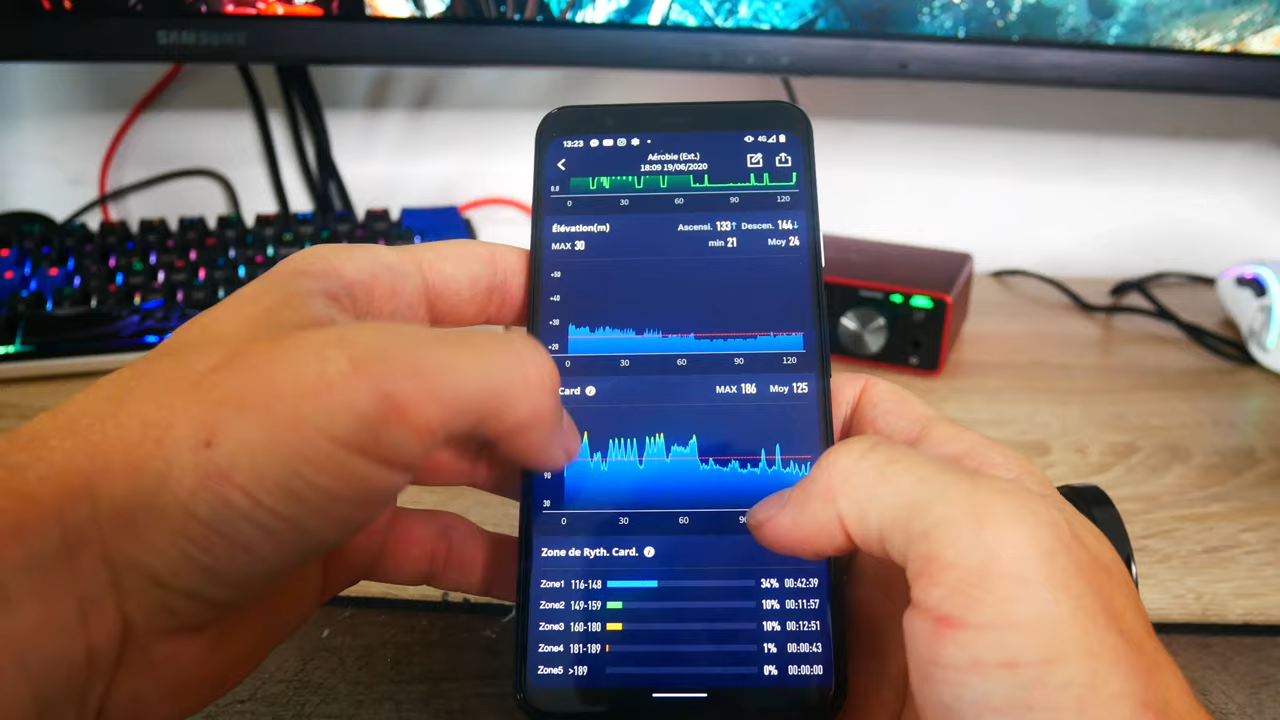 SAMSUNG
13:23 4G
Aérobie (Ext.)
18:09 19/06/2020
0.0
0 30 60 90 120
Élévation(m) Ascensi. 133↑ Descen. 144↓
MAX 30 min 21 Moy 24
+50
+40
+30
+20
0 30 60 90 120
Card MAX 186 Moy 125
90
30
0 30 60
Zone de Ryth. Card.
Zone1 116-148 34% 00:42:39
Zone2 149-159 10% 00:11:57
Zone3 160-180 10% 00:12:51
Zone4 181-189 1% 00:00:43
Zone5 >189 0% 00:00:00